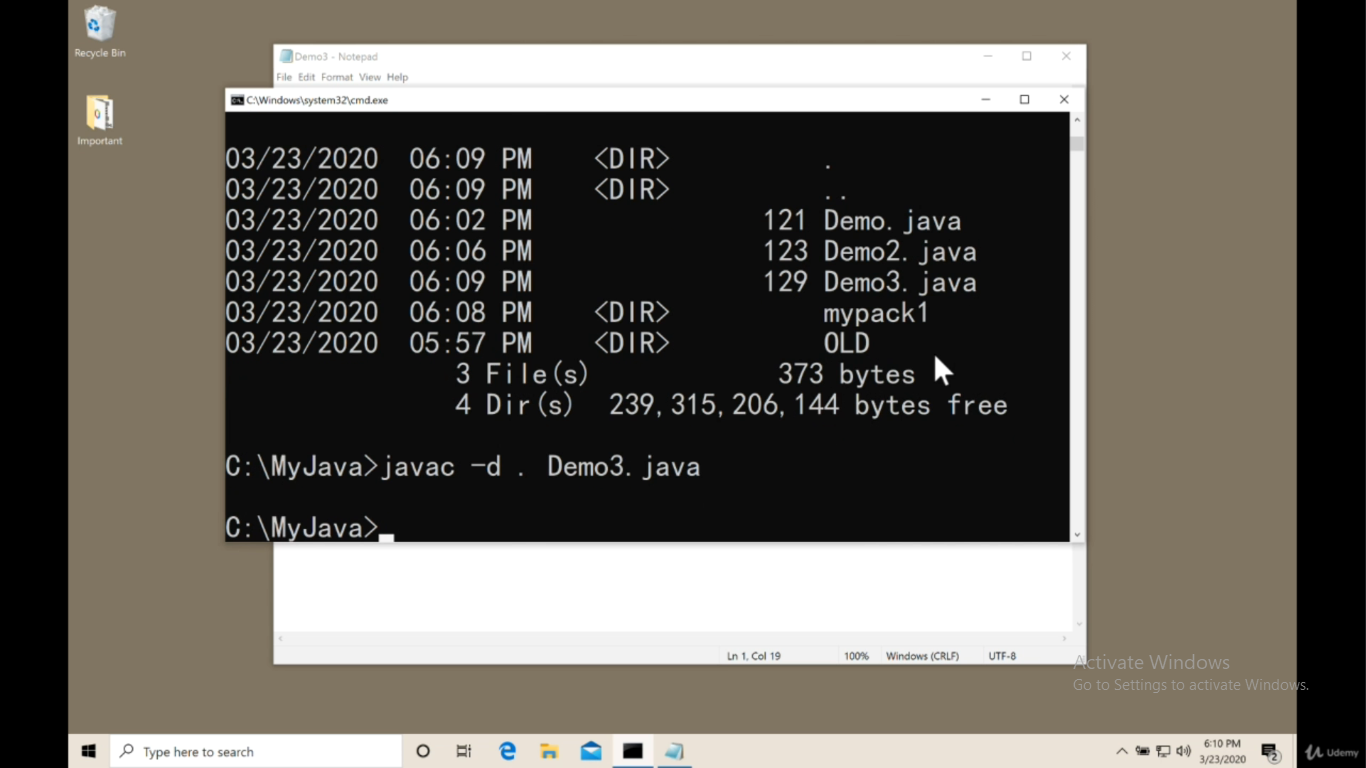 Recycle Bin
Important
Demo3 - Notepad
File Edit Format View Help
C:\Windows\system32\cmd.exe
03/23/2020 06:09 PM <DIR> .
03/23/2020 06:09 PM <DIR> ..
03/23/2020 06:02 PM 121 Demo.java
03/23/2020 06:06 PM 123 Demo2.java
03/23/2020 06:09 PM 129 Demo3.java
03/23/2020 06:08 PM <DIR> mypack1
03/23/2020 05:57 PM <DIR> OLD
3 File(s) 373 bytes
4 Dir(s) 239,315,206,144 bytes free
C:\MyJava>javac -d . Demo3.java
C:\MyJava>
Ln 1, Col 19 100% Windows (CRLF) UTF-8
Activate Windows
Go to Settings to activate Windows.
Type here to search
6:10 PM
3/23/2020
2
Udemy